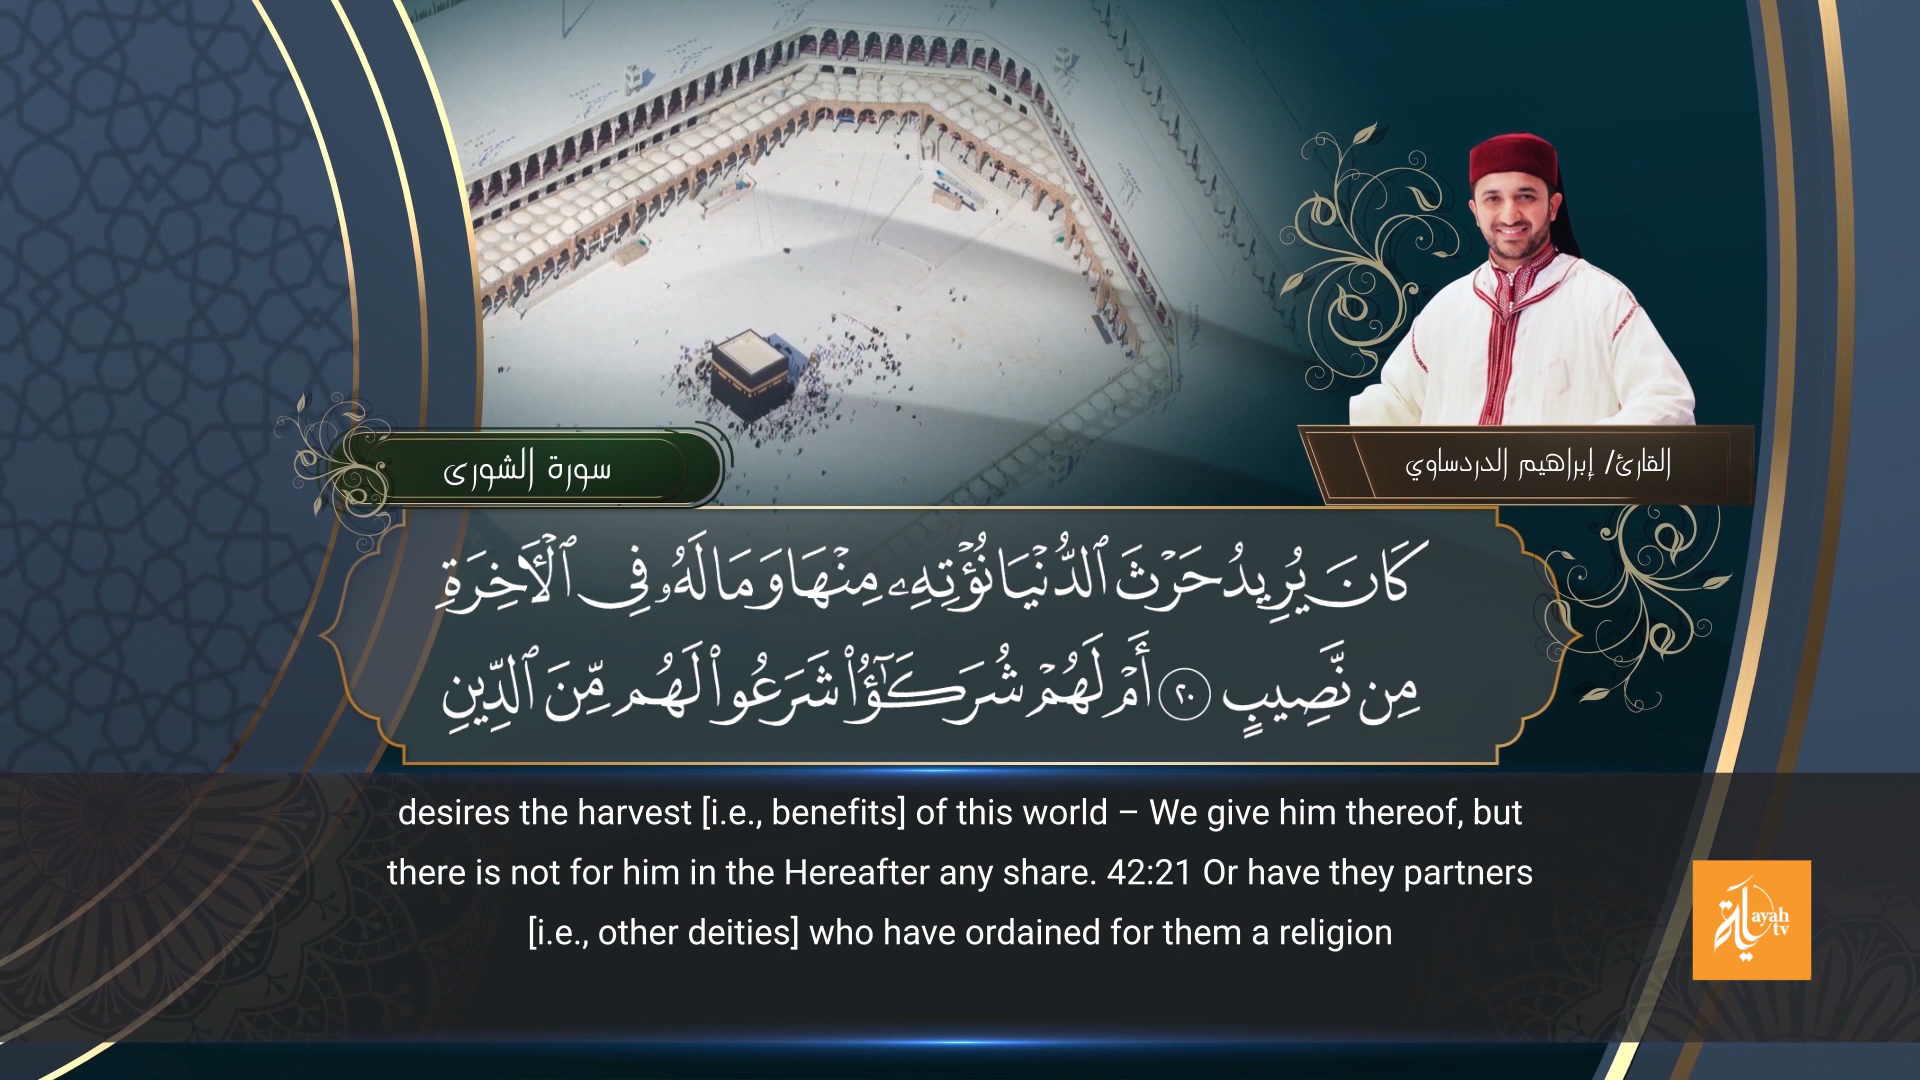 سورة الشورى
القارئ/ إبراهيم الدردساوي
كَانَ يُرِيدُ حَرْثَ ٱلدُّنْيَا نُؤْتِهِۦ مِنْهَا وَمَا لَهُۥ فِى ٱلْأَخِرَةِ
مِن نَّصِيبٍ ٢٠ أَمْ لَهُمْ شُرَكَٰٓؤُا۟ شَرَعُوا۟ لَهُم مِّنَ ٱلدِّينِ
desires the harvest [i.e., benefits] of this world – We give him thereof, but
there is not for him in the Hereafter any share. 42:21 Or have they partners
[i.e., other deities] who have ordained for them a religion
آية
ayah
tv